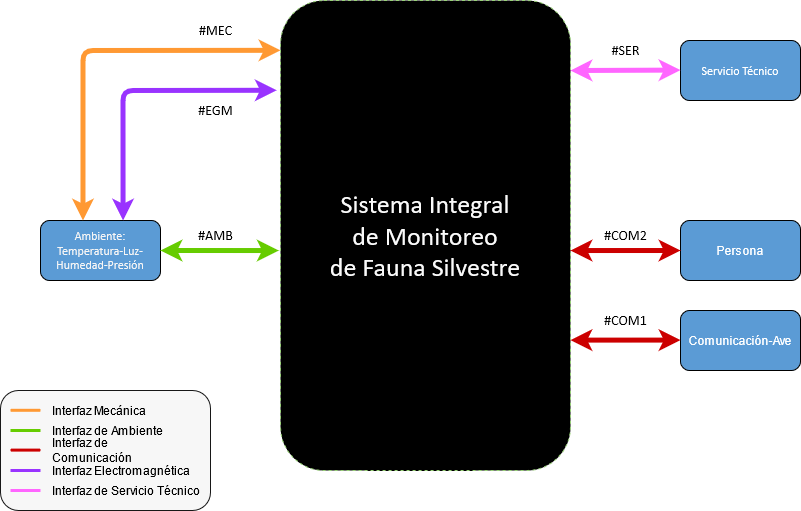 #MEC
#SER
Servicio Técnico
#EGM
Sistema Integral
de Monitoreo
de Fauna Silvestre
Ambiente:
Temperatura-Luz-
Humedad-Presión
#AMB
#COM2
Persona
#COM1
Comunicación-Ave
Interfaz Mecánica
Interfaz de Ambiente
Interfaz de
Comunicación
Interfaz Electromagnética
Interfaz de Servicio Técnico